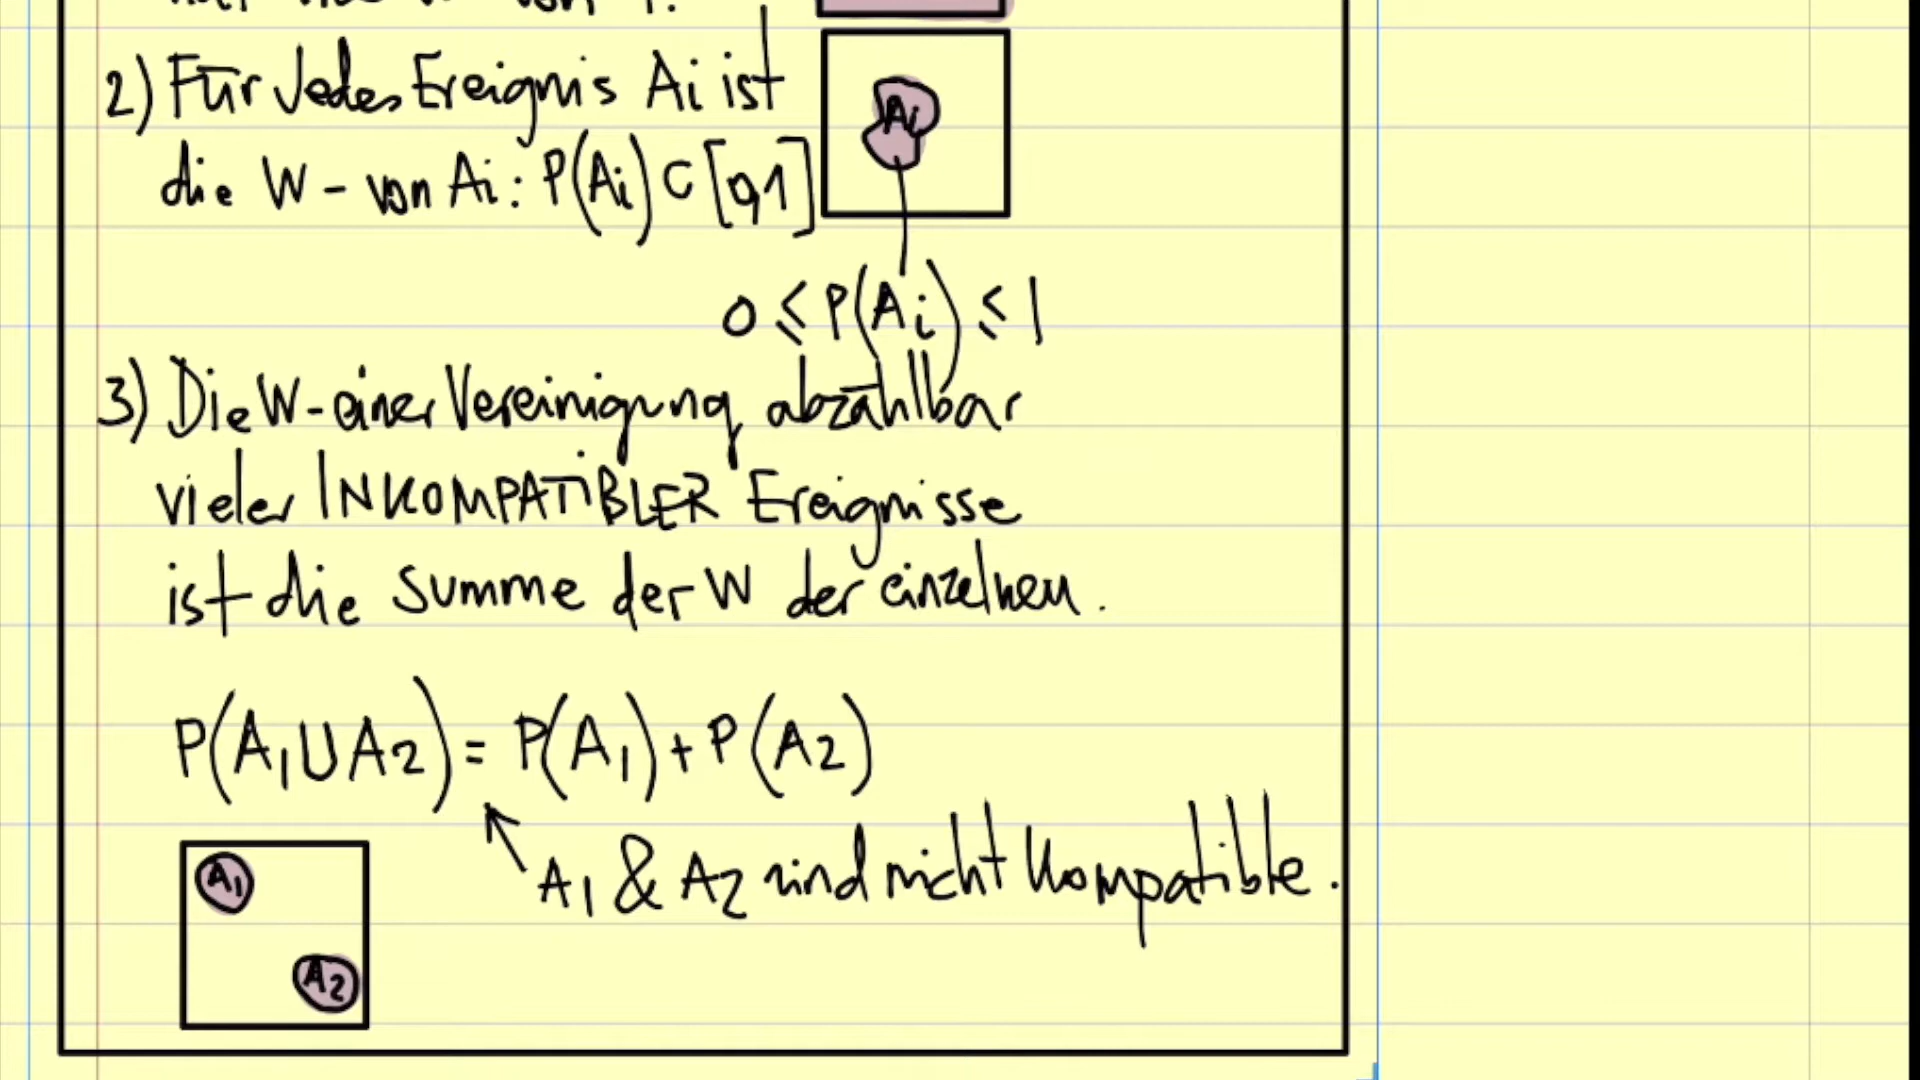 von 1.
2) Für Jedes Ereignis Ai ist
die W- von Ai: P(Ai) C [0,1]
Ai
0 ≤ P(Ai) ≤ 1
3) Die W- einer Vereinigung abzählbar
vieler INKOMPATiBLER Ereignisse
ist die Summe der W der einzelnen.
P(A1 U A2) = P(A1) + P(A2)
A1 & A2 sind nicht Kompatible.
A1
A2